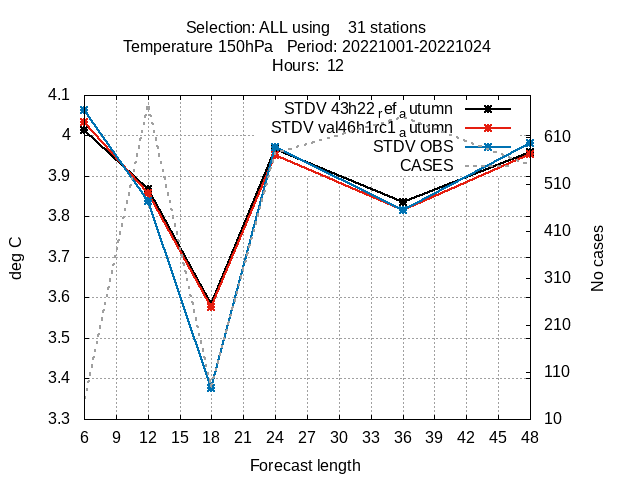 Selection: ALL using 31 stations
Temperature 150hPa Period: 20221001-20221024
Hours: 12
4.1
4
3.9
3.8
3.7
3.6
3.5
3.4
3.3
deg C
STDV 43h22ref autumn
STDV val46h1rc1autumn
STDV OBS
CASES
610
510
410
310
210
110
10
No cases
6 9 12 15 18 21 24 27 30 33 36 39 42 45 48
Forecast length